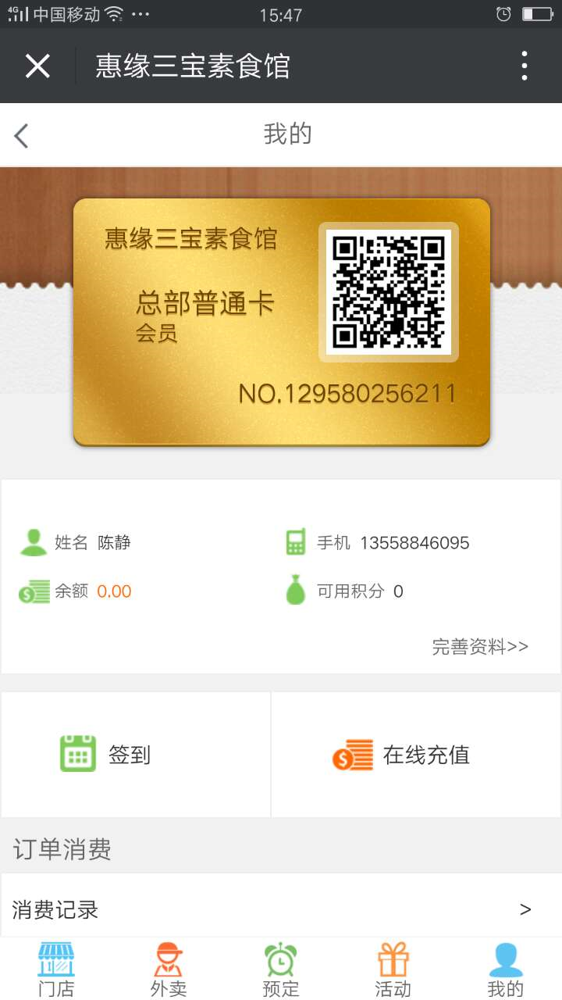 4G 中国移动 ··· 15:47
惠缘三宝素食馆
我的
惠缘三宝素食馆
总部普通卡
会员
NO.129580256211
姓名 陈静 手机 13558846095
余额 0.00 可用积分 0
完善资料>>
签到 在线充值
订单消费
消费记录 >
门店 外卖 预定 活动 我的